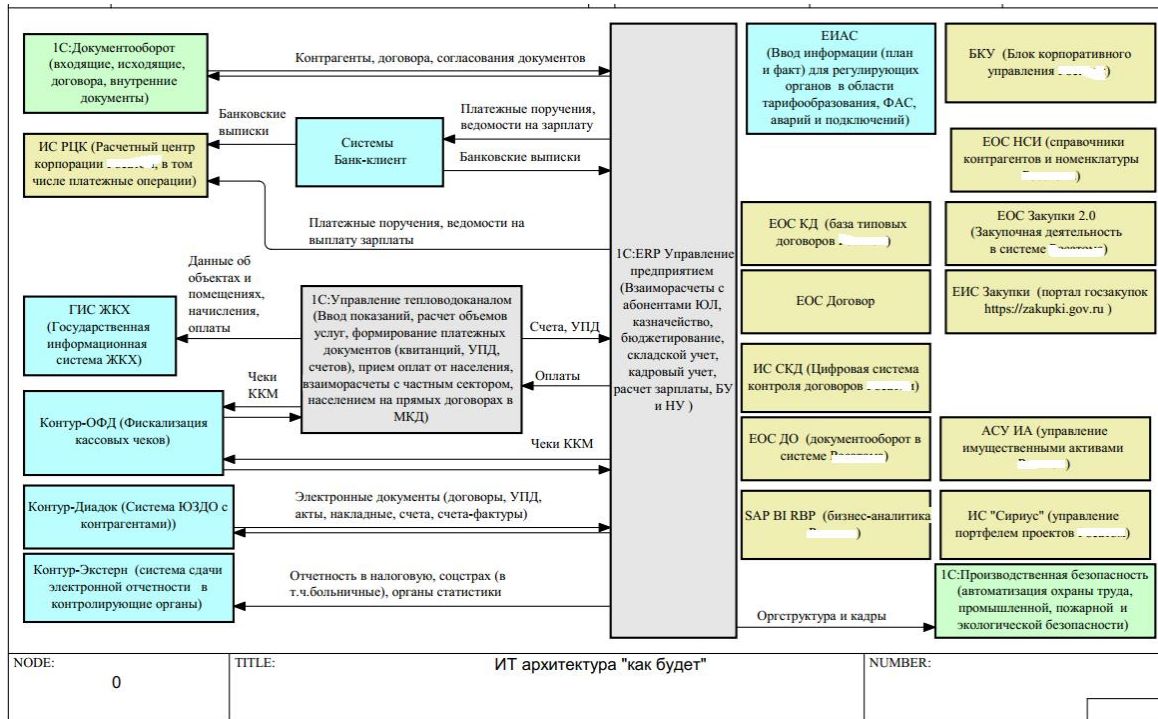 1С:Документооборот
(входящие, исходящие,
договора, внутренние
документы)
Контрагенты, договора, согласования документов
ЕИАС
(Ввод информации (план
и факт) для регулирующих
органов в области
тарифообразования, ФАС,
аварий и подключений)
БКУ (Блок корпоративного
управления )
Банковские
выписки
Платежные поручения,
ведомости на зарплату
Системы
Банк-клиент
Банковские выписки
ИС РЦК (Расчетный центр
корпорации , в том
числе платежные операции)
ЕОС НСИ (справочники
контрагентов и номенклатуры
)
Платежные поручения, ведомости на
выплату зарплаты
1С:ERP Управление
предприятием
(Взаиморасчеты с
абонентами ЮЛ,
казначейство,
бюджетирование,
складской учет,
кадровый учет,
расчет зарплаты, БУ
и НУ )
ЕОС КД (база типовых
договоров )
ЕОС Закупки 2.0
(Закупочная деятельность
в системе )
Данные об
объектах и
помещениях,
начисления,
оплаты
ГИС ЖКХ
(Государственная
информационная
система ЖКХ)
1С:Управление тепловодоканалом
(Ввод показаний, расчет объемов
услуг, формирование платежных
документов (квитанций, УПД,
счетов), прием оплат от населения,
взаиморасчеты с частным сектором,
населением на прямых договорах в
МКД)
Счета, УПД
Оплаты
ЕОС Договор
ЕИС Закупки (портал госзакупок
https://zakupki.gov.ru )
ИС СКД (Цифровая система
контроля договоров )
Чеки
ККМ
Контур-ОФД (Фискализация
кассовых чеков)
Чеки ККМ
ЕОС ДО (документооборот в
системе )
АСУ ИА (управление
имущественными активами
)
Контур-Диадок (Система ЮЗДО с
контрагентами))
Электронные документы (договоры, УПД,
акты, накладные, счета, счета-фактуры)
SAP BI RBP (бизнес-аналитика
)
ИС "Сириус" (управление
портфелем проектов )
Контур-Экстерн (система сдачи
электронной отчетности в
контролирующие органы)
Отчетность в налоговую, соцстрах (в
т.ч.больничные), органы статистики
Оргструктура и кадры
1С:Производственная безопасность
(автоматизация охраны труда,
промышленной, пожарной и
экологической безопасности)
NODE:
0
TITLE:
ИТ архитектура "как будет"
NUMBER: